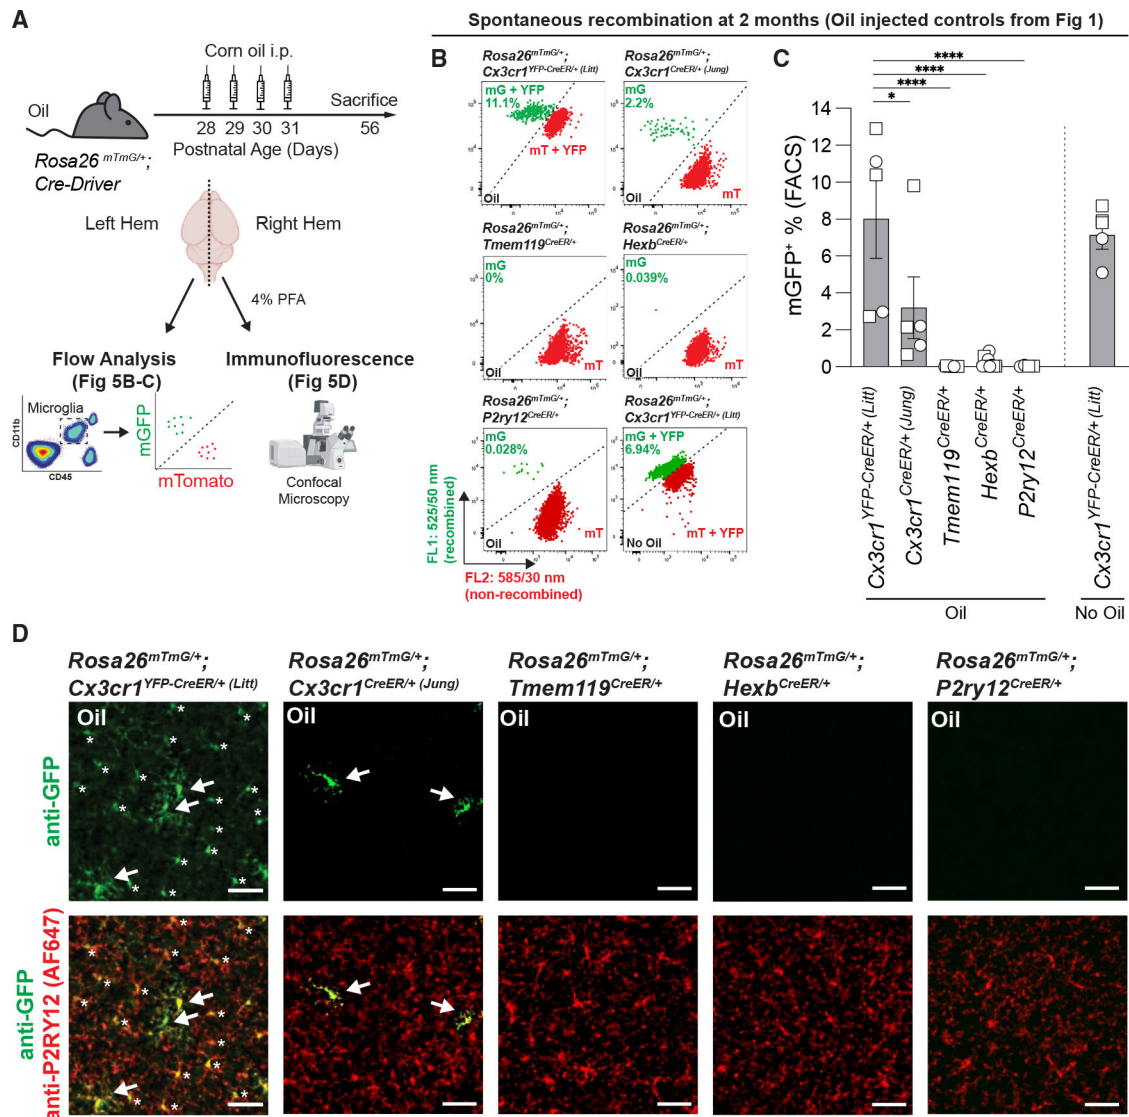 A
Spontaneous recombination at 2 months (Oil injected controls from Fig 1)
Corn oil i.p.
Oil
Sacrifice
28 29 30 31 56
Postnatal Age (Days)
Rosa26 mTmG/+;
Cre-Driver
Left Hem
Right Hem
4% PFA
Flow Analysis
(Fig 5B-C)
Immunofluorescence
(Fig 5D)
Microglia
CD11b
CD45
mGFP
mTomato
Confocal
Microscopy
B
Rosa26mTmG/+;
Cx3cr1YFP-CreER/+ (Litt)
mG + YFP
11.1%
mT + YFP
Oil
Rosa26mTmG/+;
Cx3cr1CreER/+ (Jung)
mG
2.2%
mT
Oil
Rosa26mTmG/+;
Tmem119CreER/+
mG
0%
mT
Oil
Rosa26mTmG/+;
HexbCreER/+
mG
0.039%
mT
Oil
Rosa26mTmG/+;
P2ry12CreER/+
mG
0.028%
mT
Oil
Rosa26mTmG/+;
Cx3cr1YFP-CreER/+ (Litt)
mG + YFP
6.94%
mT + YFP
No Oil
FL1: 525/50 nm
(recombined)
FL2: 585/30 nm
(non-recombined)
C
****
****
****
*
mGFP+ % (FACS)
14
12
10
8
6
4
2
0
Cx3cr1YFP-CreER/+ (Litt)
Cx3cr1CreER/+ (Jung)
Tmem119CreER/+
HexbCreER/+
P2ry12CreER/+
Cx3cr1YFP-CreER/+ (Litt)
Oil
No Oil
D
Rosa26mTmG/+;
Cx3cr1YFP-CreER/+ (Litt)
Rosa26mTmG/+;
Cx3cr1CreER/+ (Jung)
Rosa26mTmG/+;
Tmem119CreER/+
Rosa26mTmG/+;
HexbCreER/+
Rosa26mTmG/+;
P2ry12CreER/+
Oil
Oil
Oil
Oil
Oil
anti-GFP
anti-GFP
anti-P2RY12 (AF647)